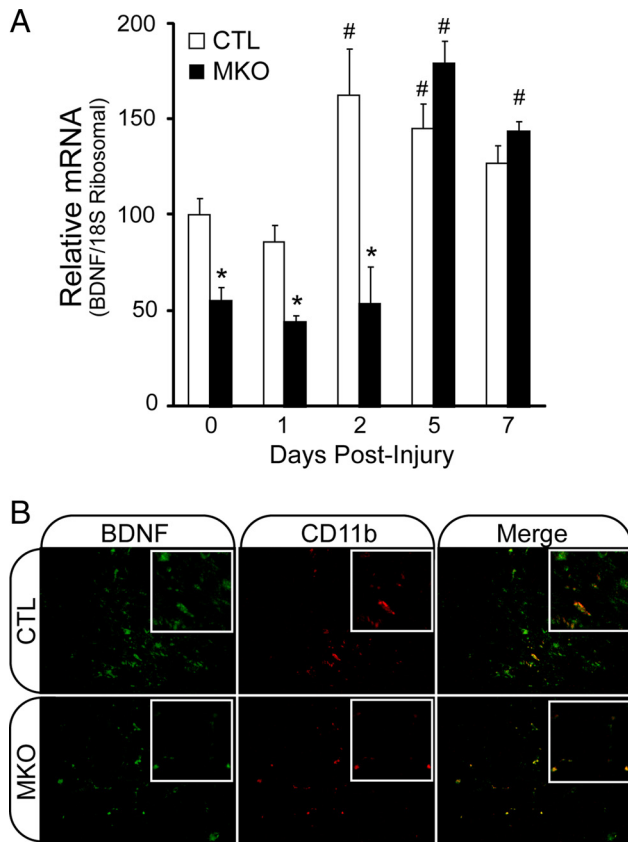 A
200
150
100
50
0
Relative mRNA
(BDNF/18S Ribosomal)
CTL
MKO
* * # * # # #
0 1 2 5 7
Days Post-Injury
B
BDNF CD11b Merge
CTL
MKO